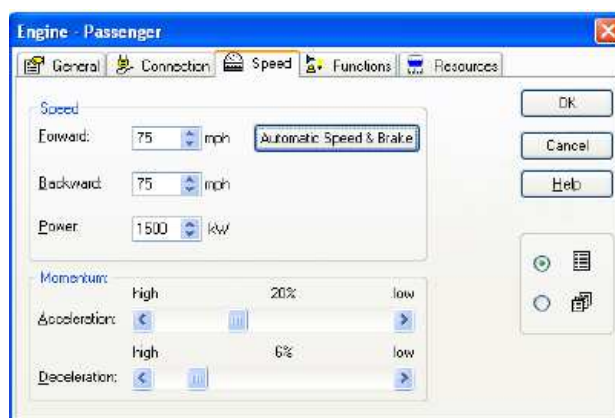 Engine - Passenger
General Connection Speed Functions Resources
Speed
Forward: 75 mph Automatic Speed & Brake
Backward: 75 mph
Power: 1500 kW
OK
Cancel
Help
Momentum:
high 20% low
Acceleration:
high 6% low
Deceleration: